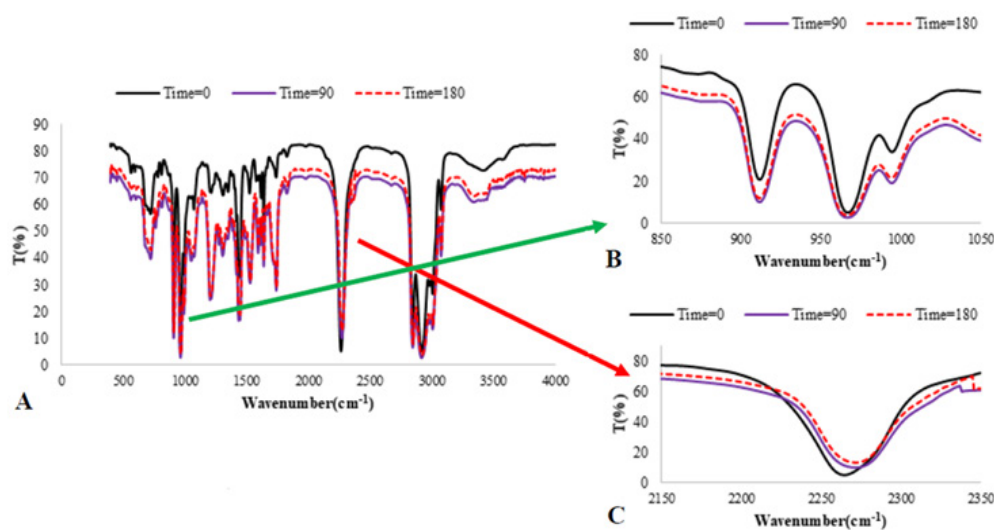 Time=0 Time=90 Time=180
90
80
70
60
50
40
30
20
10
0
T(%)
0 500 1000 1500 2000 2500 3000 3500 4000
Wavenumber(cm-1)
A
Time=0 Time=90 Time=180
80
60
40
20
0
T(%)
850 900 950 1000 1050
Wavenumber(cm-1)
B
Time=0 Time=90 Time=180
80
60
40
20
0
T(%)
2150 2200 2250 2300 2350
Wavenumber(cm-1)
C